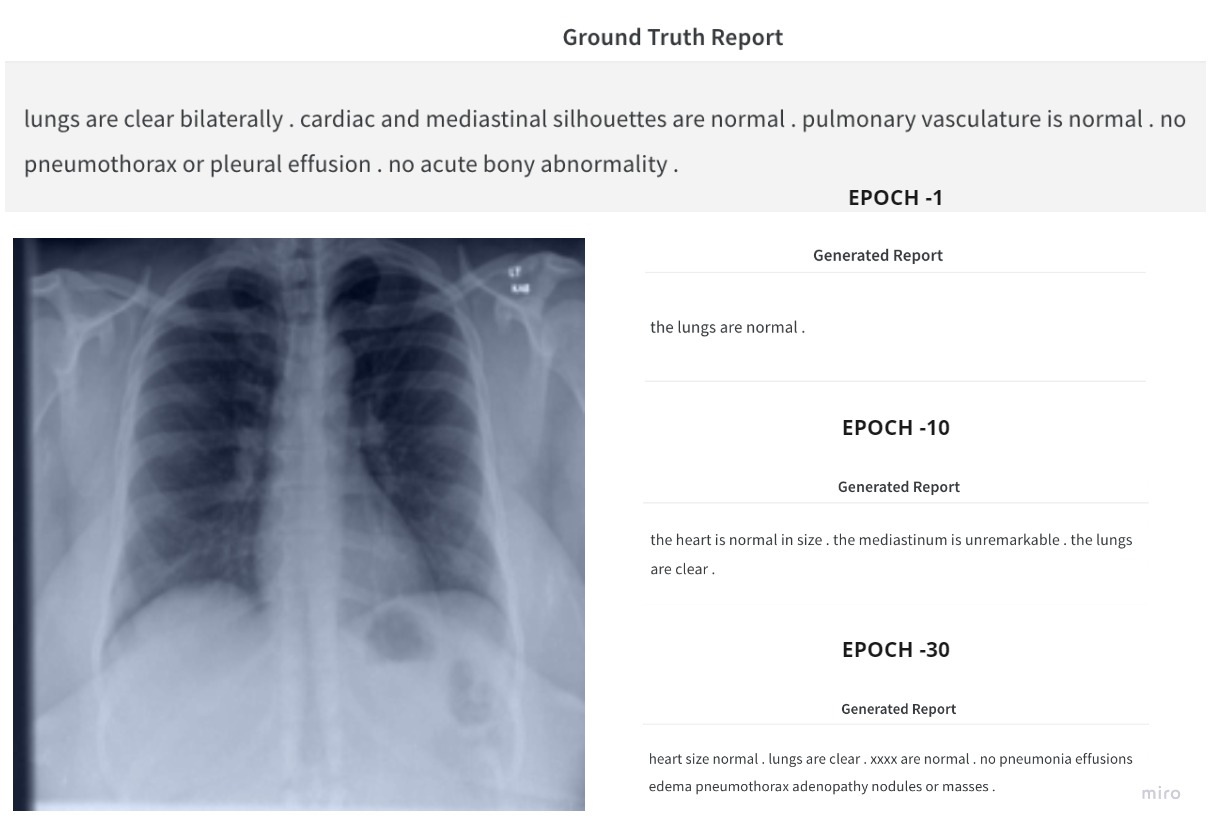 Ground Truth Report
lungs are clear bilaterally . cardiac and mediastinal silhouettes are normal . pulmonary vasculature is normal . no
pneumothorax or pleural effusion . no acute bony abnormality .
EPOCH -1
Generated Report
the lungs are normal .
EPOCH -10
Generated Report
the heart is normal in size . the mediastinum is unremarkable . the lungs
are clear .
EPOCH -30
Generated Report
heart size normal . lungs are clear . xxxx are normal . no pneumonia effusions
edema pneumothorax adenopathy nodules or masses .
miro